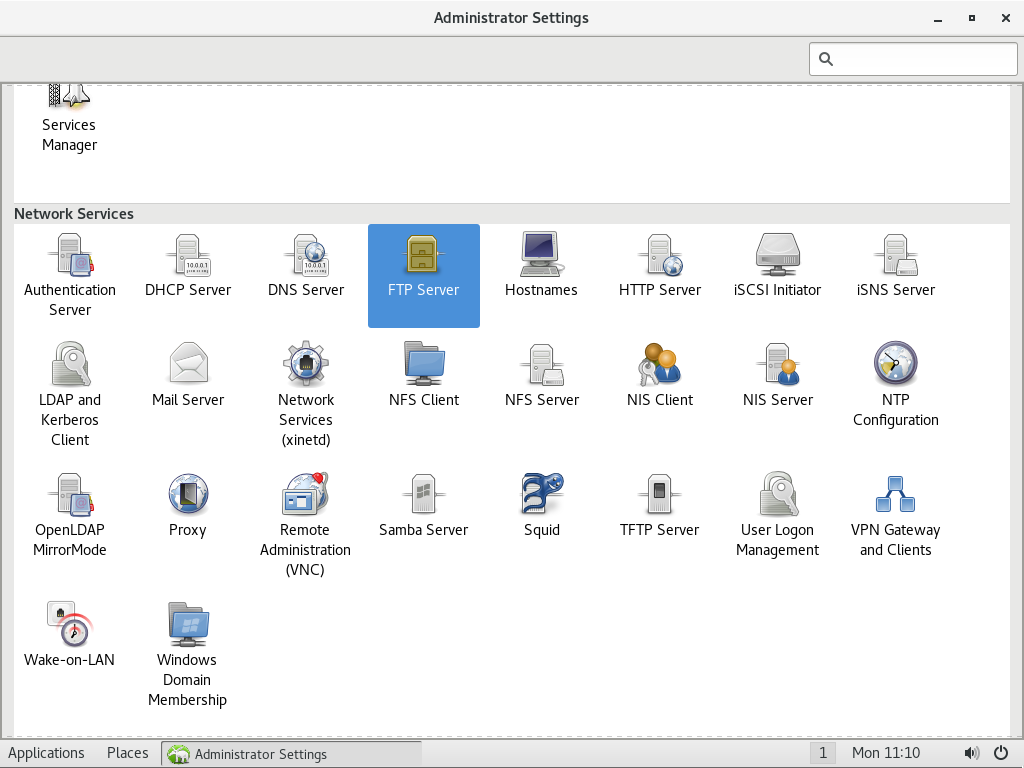 Administrator Settings
Services
Manager
Network Services
Authentication
Server
DHCP Server
DNS Server
FTP Server
Hostnames
HTTP Server
iSCSI Initiator
iSNS Server
LDAP and
Kerberos
Client
Mail Server
Network
Services
(xinetd)
NFS Client
NFS Server
NIS Client
NIS Server
NTP
Configuration
OpenLDAP
MirrorMode
Proxy
Remote
Administration
(VNC)
Samba Server
Squid
TFTP Server
User Logon
Management
VPN Gateway
and Clients
Wake-on-LAN
Windows
Domain
Membership
Applications Places Administrator Settings 1 Mon 11:10